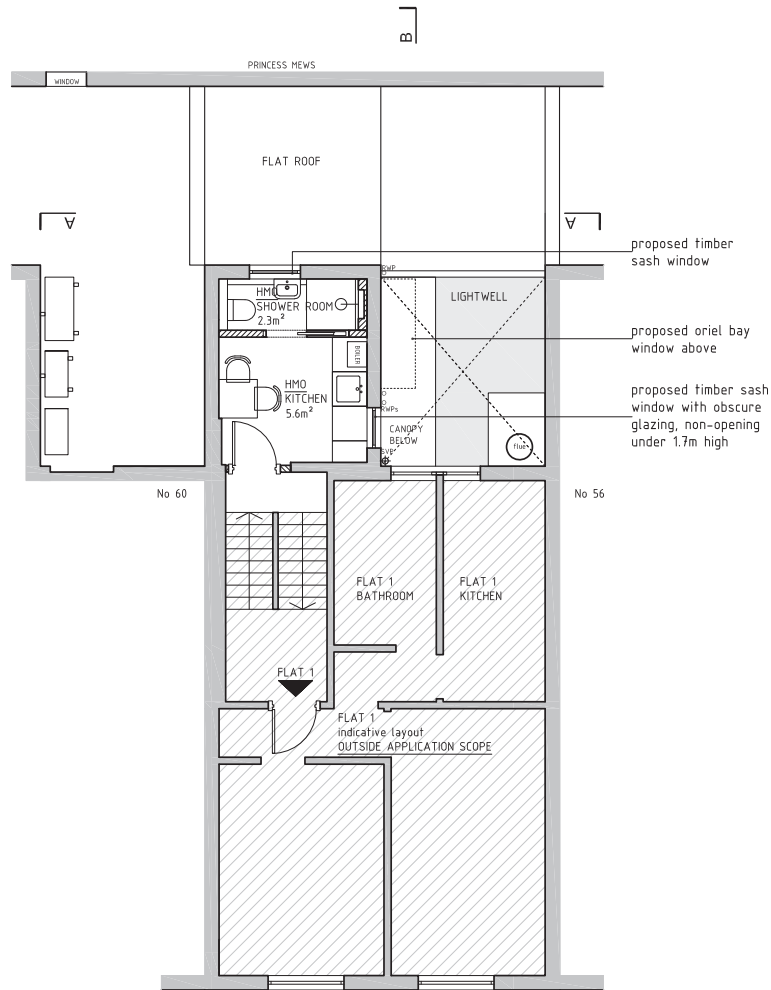 B
PRINCESS MEWS
WINDOW
FLAT ROOF
A
A
proposed timber
sash window
RWP
HMO
SHOWER ROOM
2.3m²
LIGHTWELL
proposed oriel bay
window above
BOILER
HMO
KITCHEN
5.6m²
RWPs
proposed timber sash
window with obscure
glazing, non-opening
under 1.7m high
CANOPY
BELOW
SVP
flue
No 60
No 56
FLAT 1
BATHROOM
FLAT 1
KITCHEN
FLAT 1
FLAT 1
indicative layout
OUTSIDE APPLICATION SCOPE